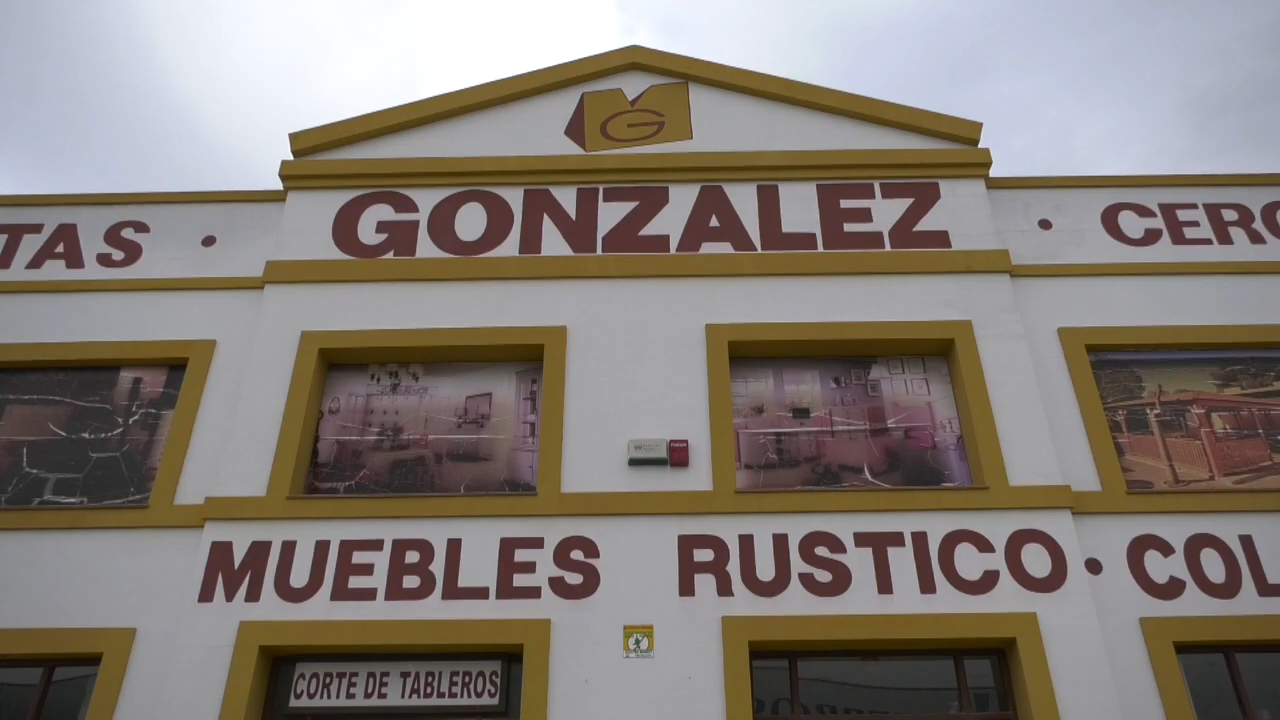 G
TAS · GONZALEZ · CERC
MUEBLES RUSTICO · COL
CORTE DE TABLEROS